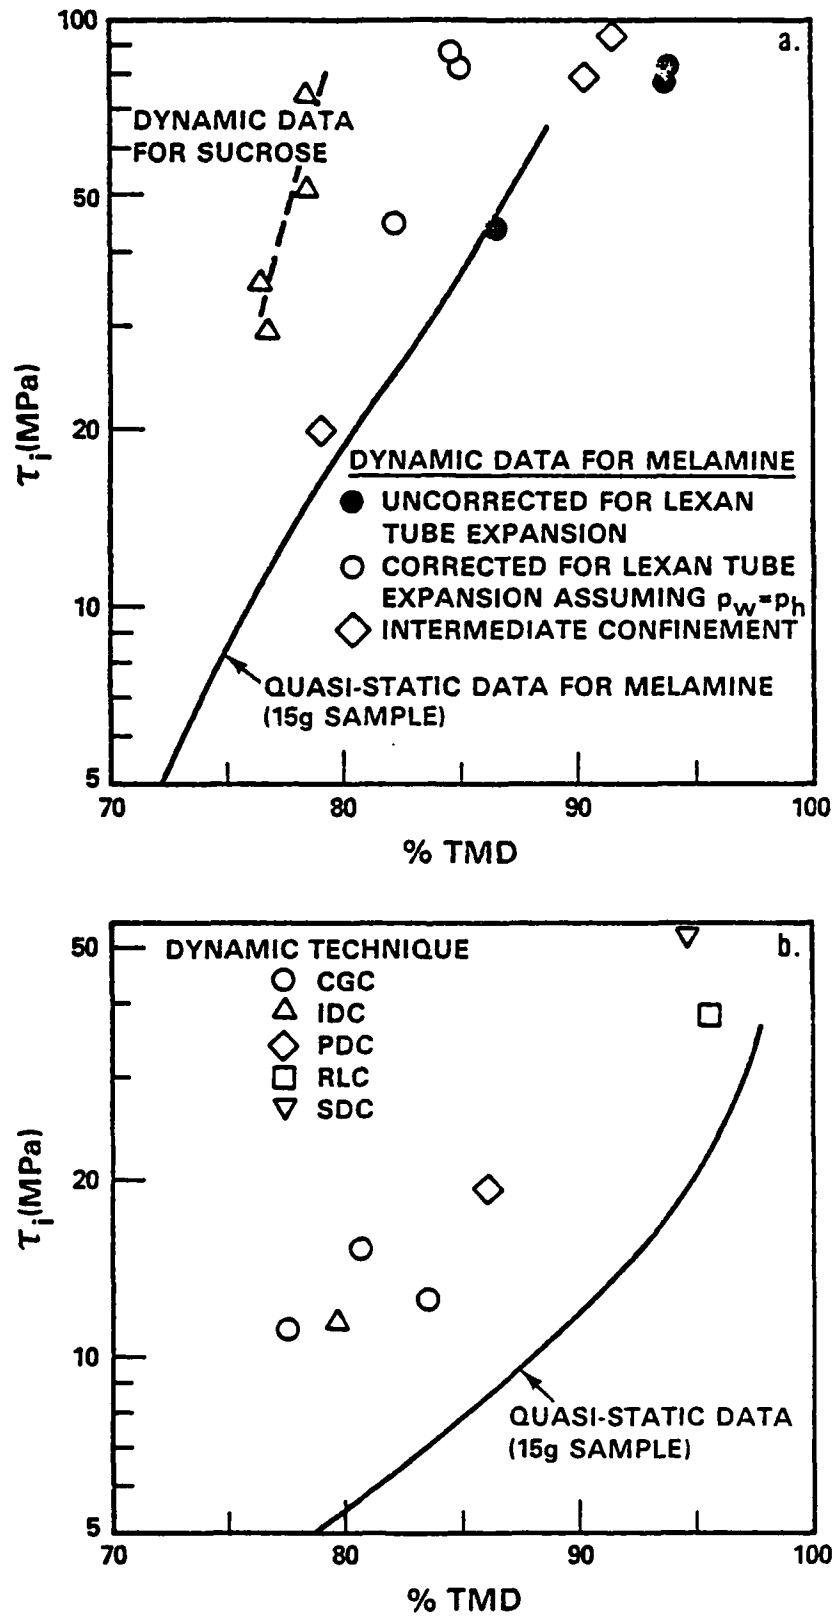 100
a.
DYNAMIC DATA
FOR SUCROSE
50
τi(MPa)
20
DYNAMIC DATA FOR MELAMINE
UNCORRECTED FOR LEXAN
TUBE EXPANSION
CORRECTED FOR LEXAN TUBE
EXPANSION ASSUMING pw=ph
INTERMEDIATE CONFINEMENT
10
QUASI-STATIC DATA FOR MELAMINE
(15g SAMPLE)
5
70 80 90 100
% TMD
50
DYNAMIC TECHNIQUE
b.
CGC
IDC
PDC
RLC
SDC
τi(MPa)
20
10
QUASI-STATIC DATA
(15g SAMPLE)
5
70 80 90 100
% TMD